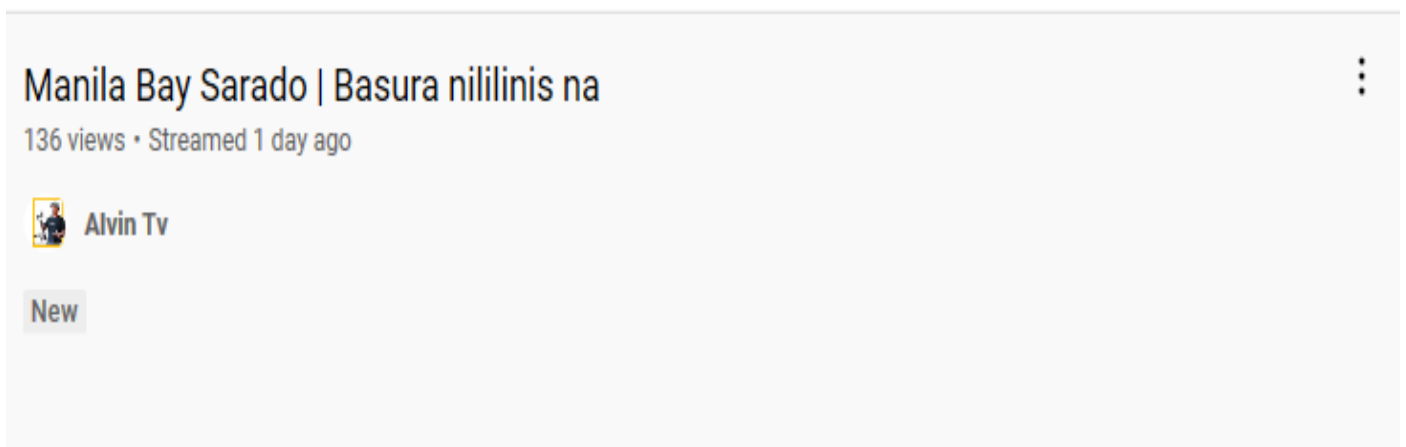 Manila Bay Sarado | Basura nililinis na
136 views • Streamed 1 day ago
Alvin Tv
New